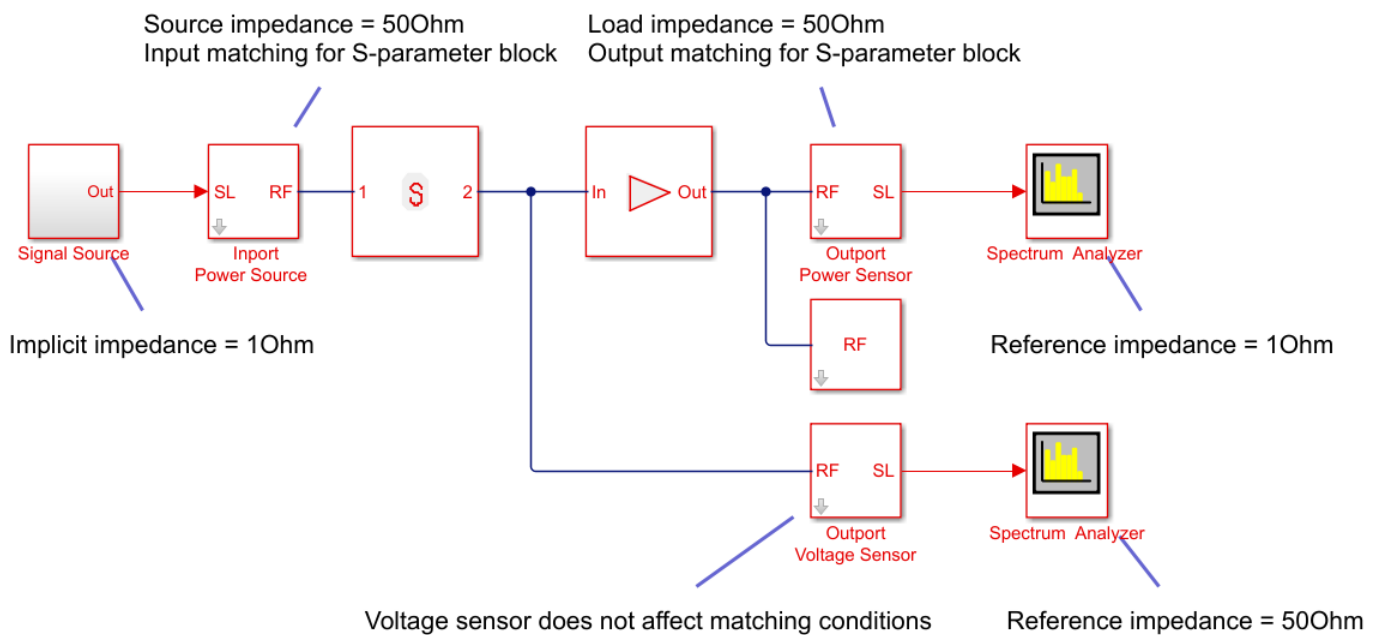 Source impedance = 50Ohm
Input matching for S-parameter block
Load impedance = 50Ohm
Output matching for S-parameter block
Out
SL RF
1 S 2
In Out
RF SL
Signal Source
Inport
Power Source
Outport
Power Sensor
Spectrum Analyzer
Implicit impedance = 1Ohm
RF
Reference impedance = 1Ohm
RF SL
Outport
Voltage Sensor
Spectrum Analyzer
Voltage sensor does not affect matching conditions
Reference impedance = 50Ohm